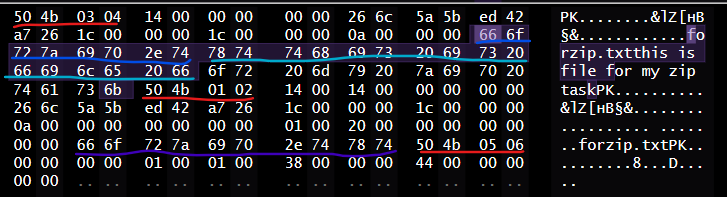 50 4b 03 04 14 00 00 00 00 00 26 6c 5a 5b ed 42 PK........&lZ[нB
a7 26 1c 00 00 00 1c 00 00 00 0a 00 00 00 66 6f §&............fo
72 7a 69 70 2e 74 78 74 74 68 69 73 20 69 73 20 rzip.txtthis is
66 69 6c 65 20 66 6f 72 20 6d 79 20 7a 69 70 20 file for my zip
74 61 73 6b 50 4b 01 02 14 00 14 00 00 00 00 00 taskPK..........
26 6c 5a 5b ed 42 a7 26 1c 00 00 00 1c 00 00 00 &lZ[нB§&........
0a 00 00 00 00 00 00 00 01 00 20 00 00 00 00 00 .......... .....
00 00 66 6f 72 7a 69 70 2e 74 78 74 50 4b 05 06 ..forzip.txtPK..
00 00 00 00 01 00 01 00 38 00 00 00 44 00 00 00 ........8...D...
00 00 .. .. .. .. .. .. .. .. .. .. .. .. .. .. ..